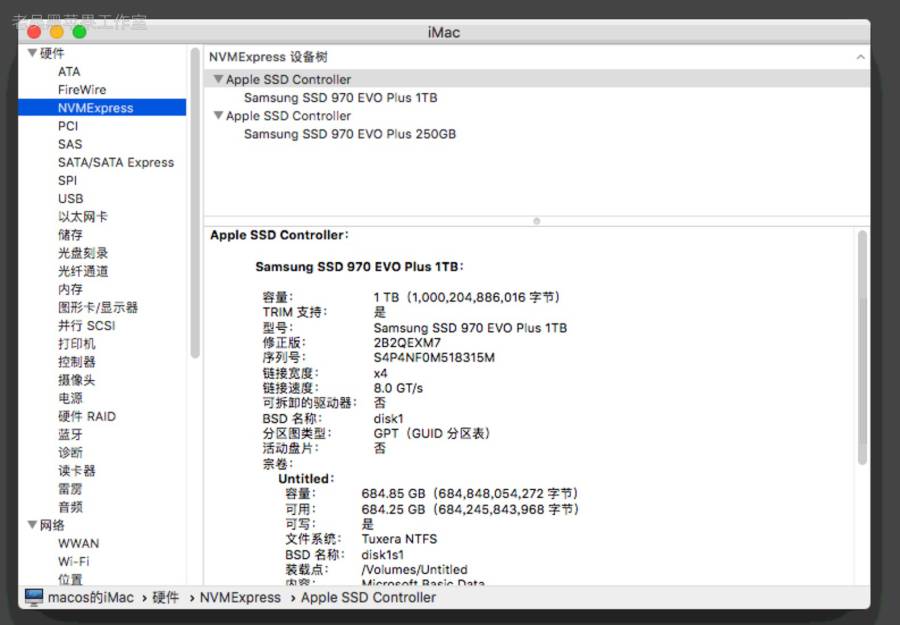 老吕黑苹果工作室
iMac
硬件
ATA
FireWire
NVMExpress
PCI
SAS
SATA/SATA Express
SPI
USB
以太网卡
储存
光盘刻录
光纤通道
内存
图形卡/显示器
并行 SCSI
打印机
控制器
摄像头
电源
硬件 RAID
蓝牙
诊断
读卡器
雷雳
音频
网络
WWAN
Wi-Fi
位置
NVMExpress 设备树
Apple SSD Controller
Samsung SSD 970 EVO Plus 1TB
Apple SSD Controller
Samsung SSD 970 EVO Plus 250GB
Apple SSD Controller:
Samsung SSD 970 EVO Plus 1TB:
容量: 1 TB（1,000,204,886,016 字节）
TRIM 支持: 是
型号: Samsung SSD 970 EVO Plus 1TB
修正版: 2B2QEXM7
序列号: S4P4NF0M518315M
链接宽度: x4
链接速度: 8.0 GT/s
可拆卸的驱动器: 否
BSD 名称: disk1
分区图类型: GPT（GUID 分区表）
活动盘片: 否
宗卷:
Untitled:
容量: 684.85 GB（684,848,054,272 字节）
可用: 684.25 GB（684,245,843,968 字节）
可写: 是
文件系统: Tuxera NTFS
BSD 名称: disk1s1
装载点: /Volumes/Untitled
内容: Microsoft Basic Data
macos的iMac › 硬件 › NVMExpress › Apple SSD Controller